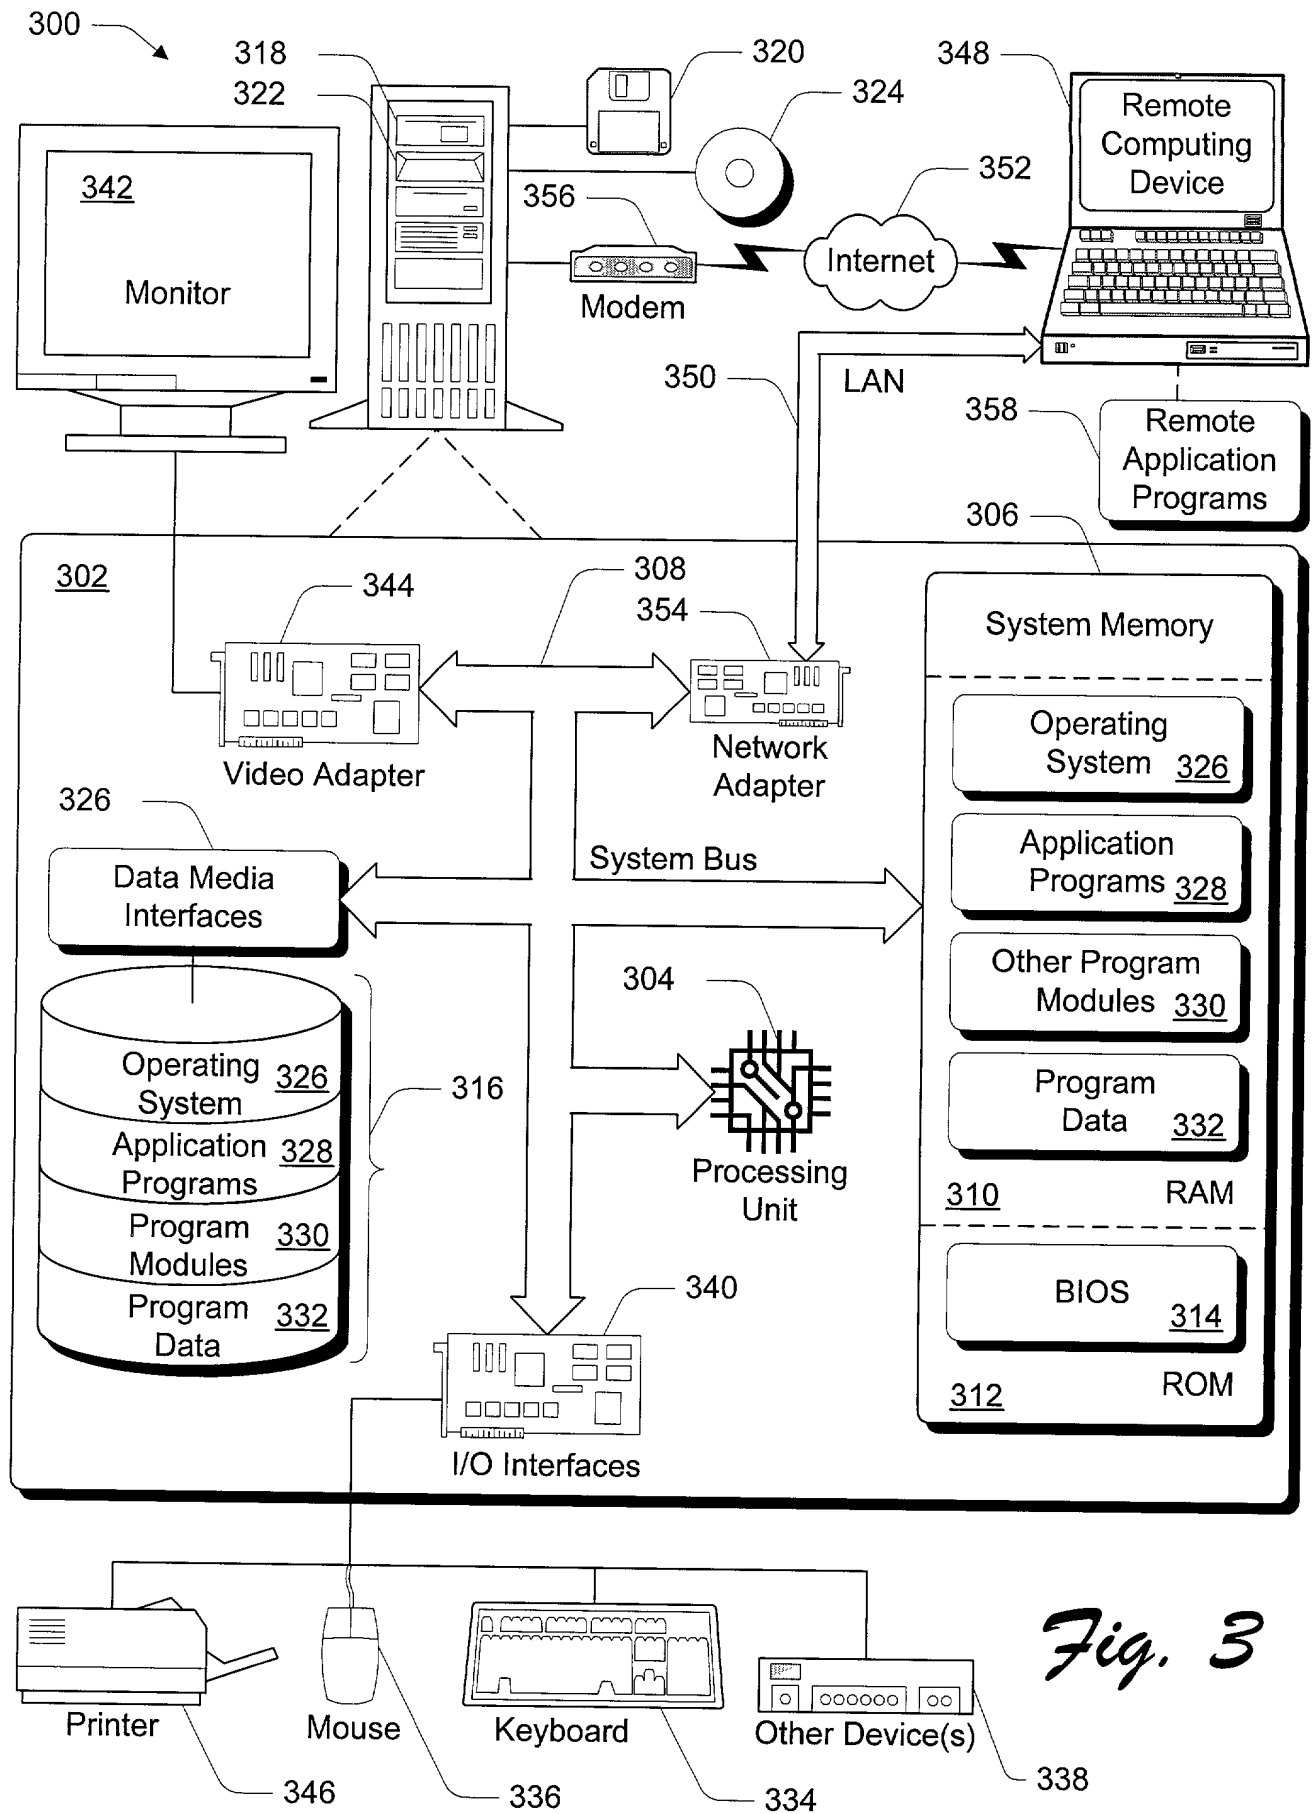 300
318
322
320
324
348
Remote
Computing
Device
352
342
356
Monitor
Internet
Modem
350
LAN
358
Remote
Application
Programs
306
302
344
308
354
System Memory
Video Adapter
Network
Adapter
Operating
System 326
326
Data Media
Interfaces
System Bus
Application
Programs 328
304
Other Program
Modules 330
Operating
System 326
316
Program
Data 332
Application
Programs 328
Processing
Unit
310 RAM
Program
Modules 330
340
BIOS
314
Program
Data 332
312 ROM
I/O Interfaces
Printer
Mouse
Keyboard
Other Device(s)
Fig. 3
346
336
334
338